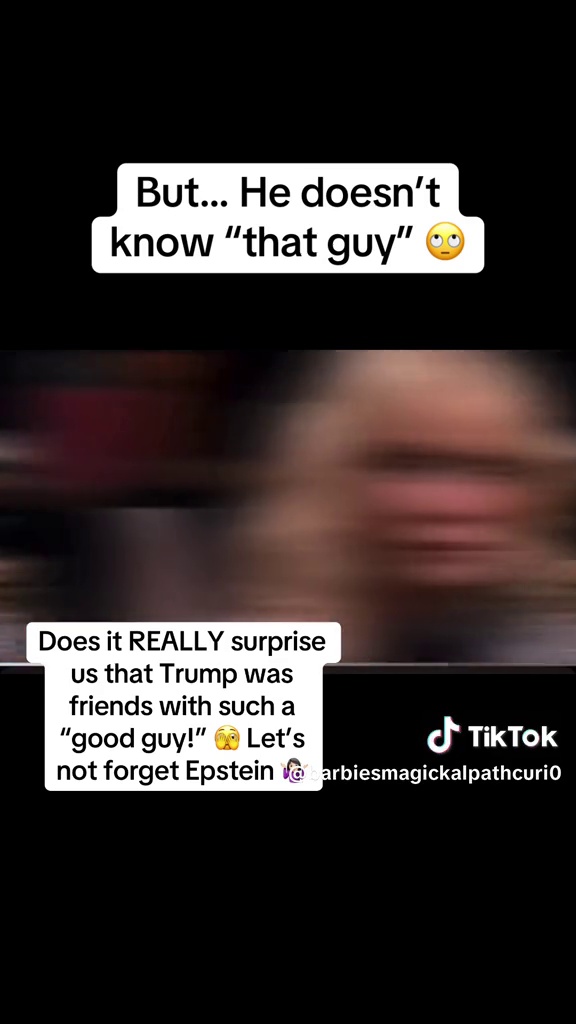 But... He doesn't
know “that guy” 🙄
Does it REALLY surprise
us that Trump was
friends with such a
“good guy!” 🫣 Let's
not forget Epstein 🤷🏻‍♀️
TikTok
@barbiesmagickalpathcuri0